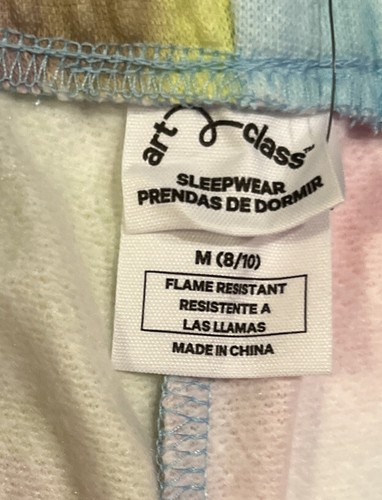 art class™
SLEEPWEAR
PRENDAS DE DORMIR
M (8/10)
FLAME RESISTANT
RESISTENTE A
LAS LLAMAS
MADE IN CHINA